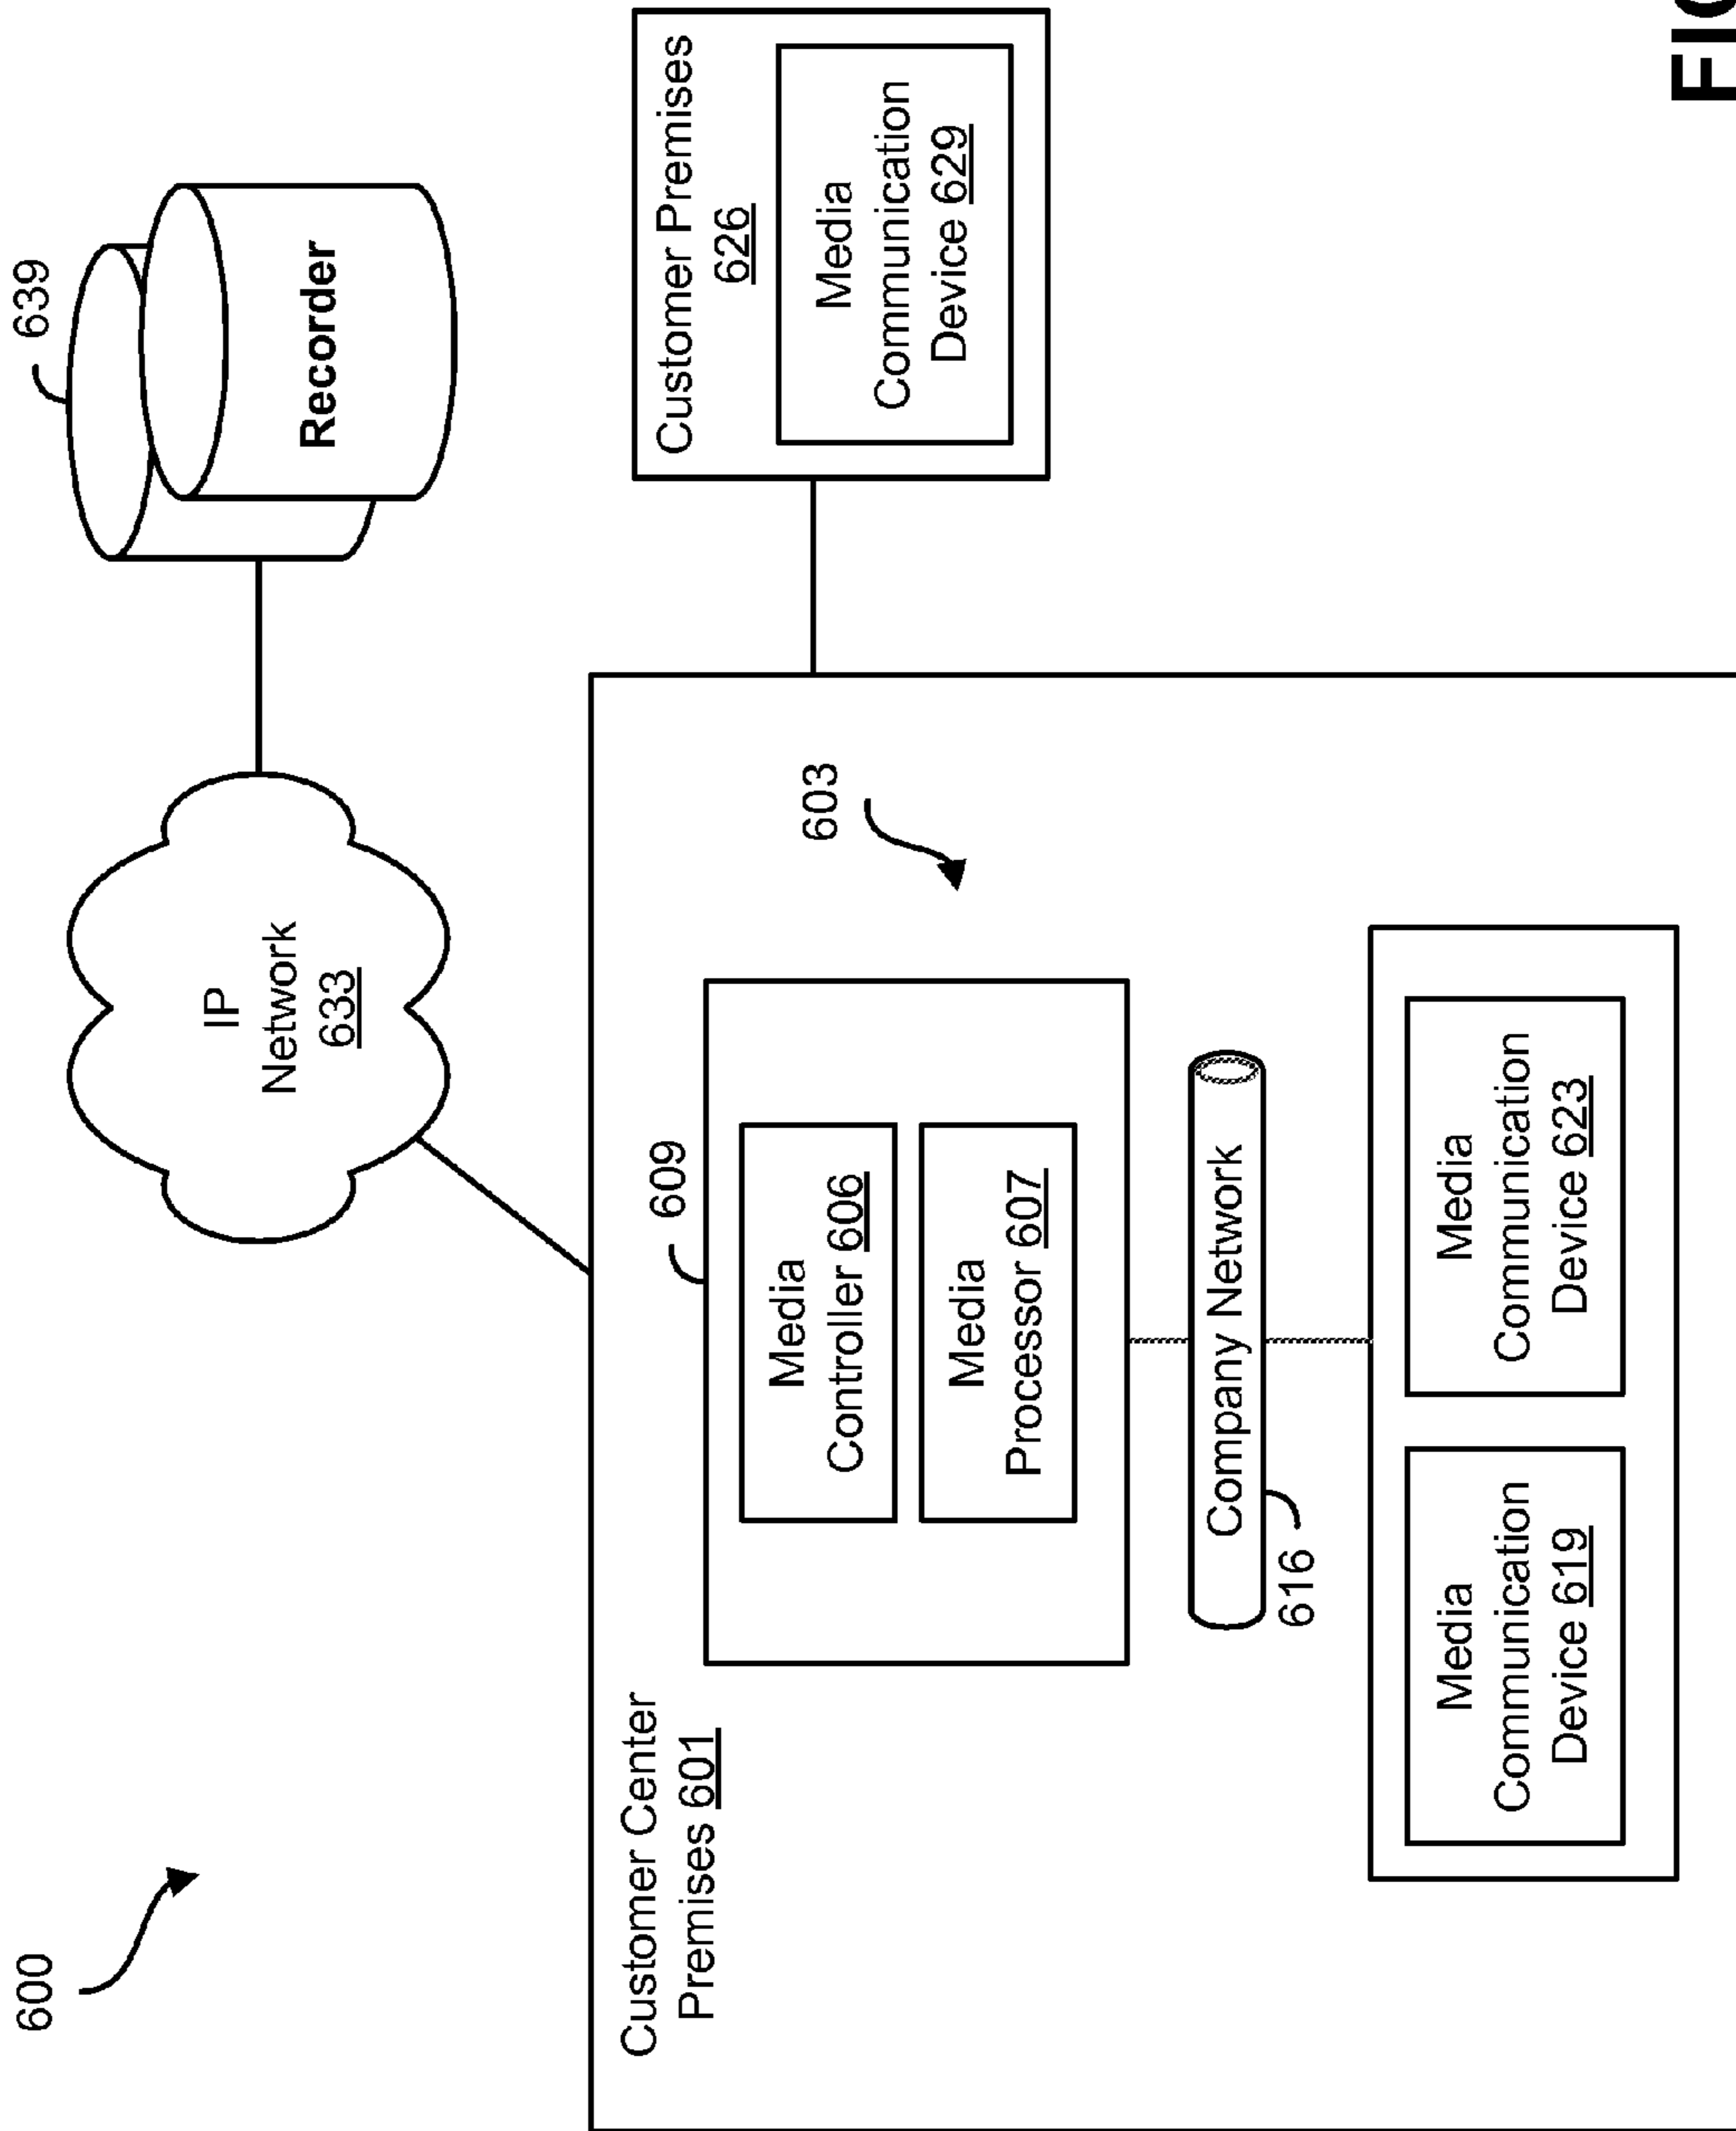 600
639
IP
Network
633
Recorder
Customer Center
Premises 601
609
Media
Controller 606
Media
Processor 607
603
Company Network
616
Media
Communication
Device 619
Media
Communication
Device 623
Customer Premises
626
Media
Communication
Device 629